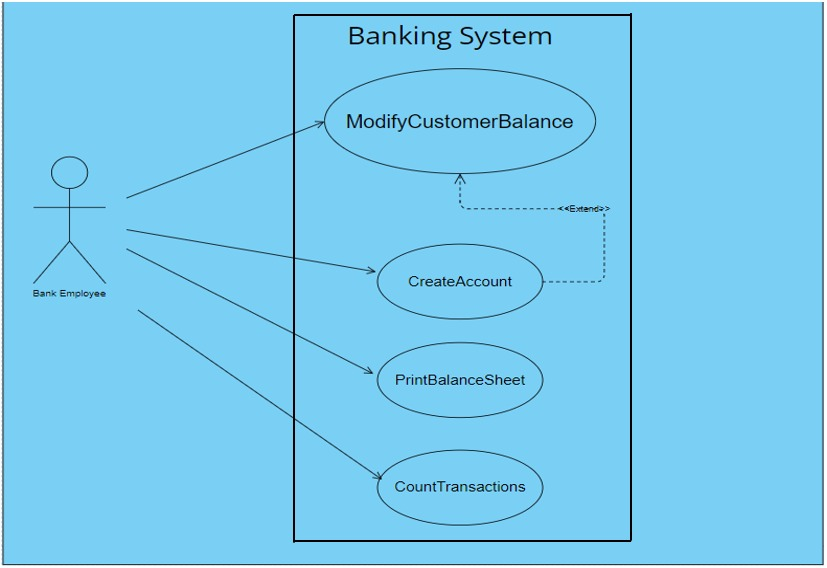 Banking System
ModifyCustomerBalance
<<Extend>>
CreateAccount
Bank Employee
PrintBalanceSheet
CountTransactions